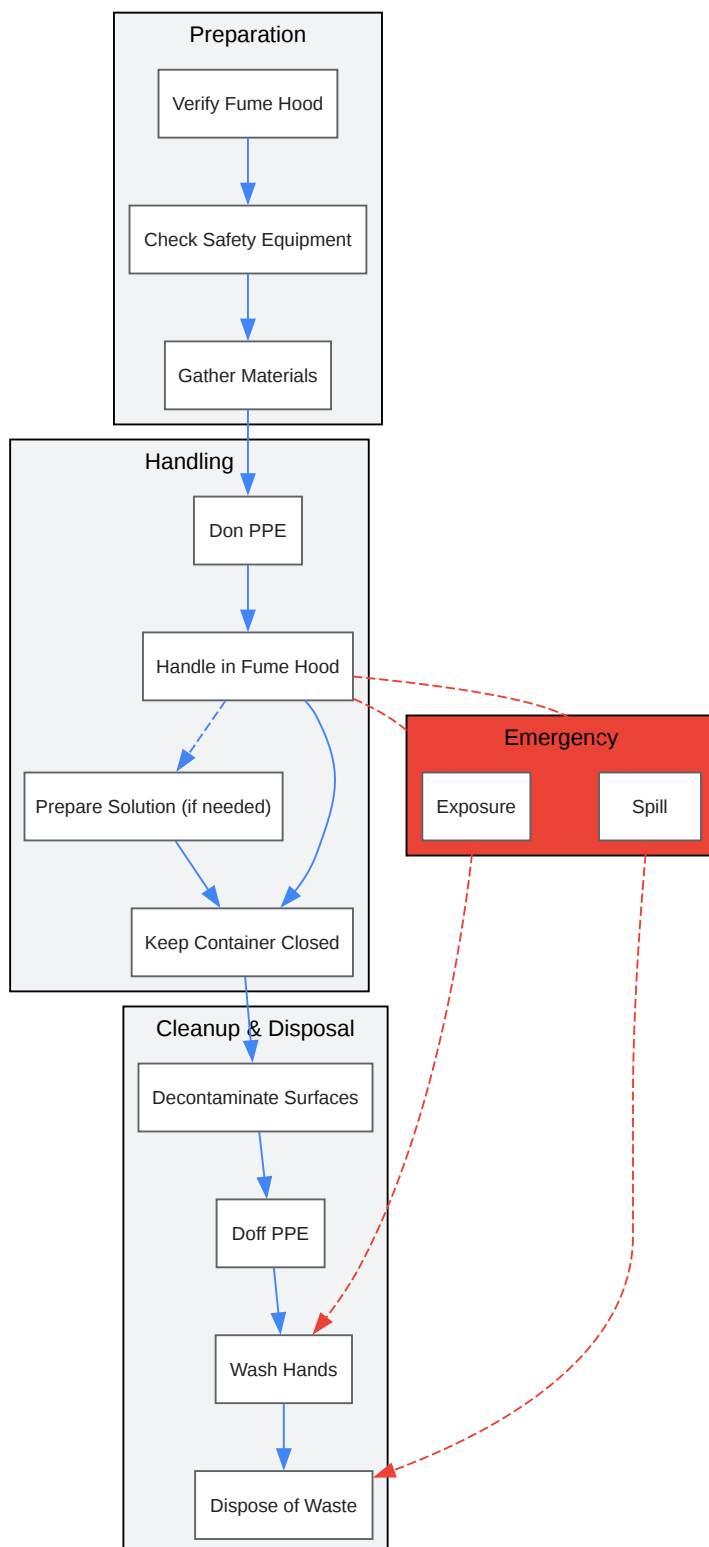 Preparation
Verify Fume Hood
Check Safety Equipment
Gather Materials
Handling
Don PPE
Handle in Fume Hood
Prepare Solution (if needed)
Keep Container Closed
Emergency
Exposure
Spill
Cleanup & Disposal
Decontaminate Surfaces
Doff PPE
Wash Hands
Dispose of Waste